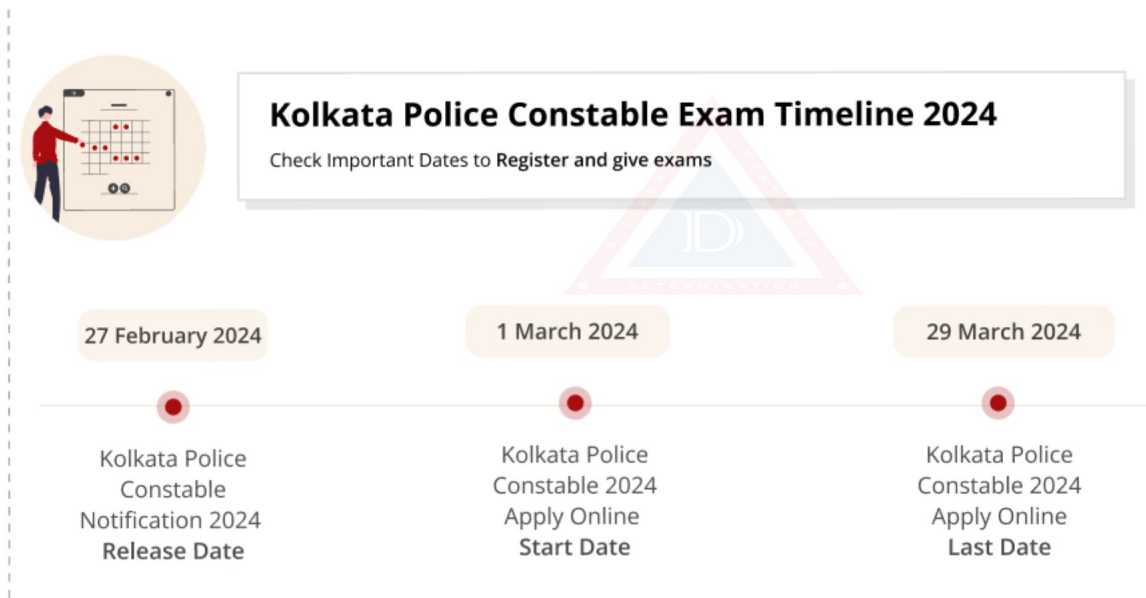 Kolkata Police Constable Exam Timeline 2024
Check Important Dates to Register and give exams
D
DETERMINATION
27 February 2024
1 March 2024
29 March 2024
Kolkata Police
Constable
Notification 2024
Release Date
Kolkata Police
Constable 2024
Apply Online
Start Date
Kolkata Police
Constable 2024
Apply Online
Last Date